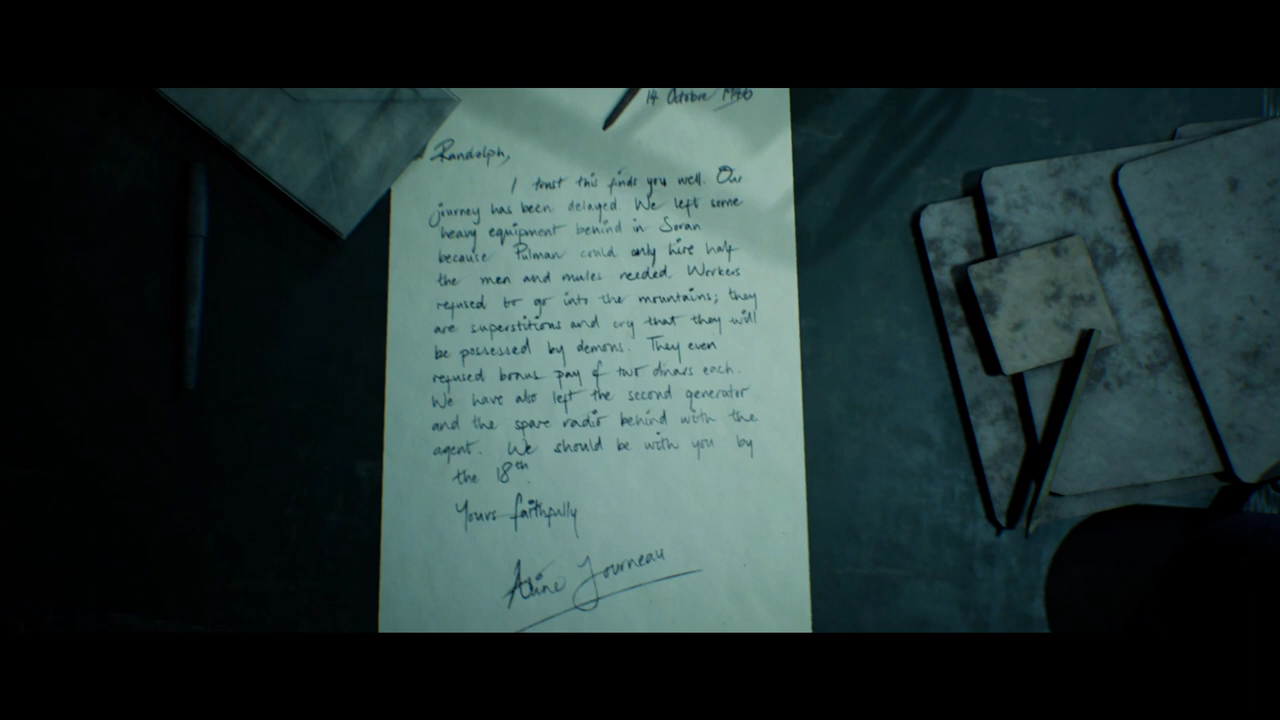 14 Octobre 1946
Randolph,
I trust this finds you well. Our
journey has been delayed. We left some
heavy equipment behind in Soran
because Pulman could only hire half
the men and mules needed. Workers
refused to go into the mountains; they
are superstitious and cry that they will
be possessed by demons. They even
refused bonus pay of two dinars each.
We have also left the second generator
and the spare radio behind with the
agent. We should be with you by
the 18th.
Yours faithfully
Aline Journeau